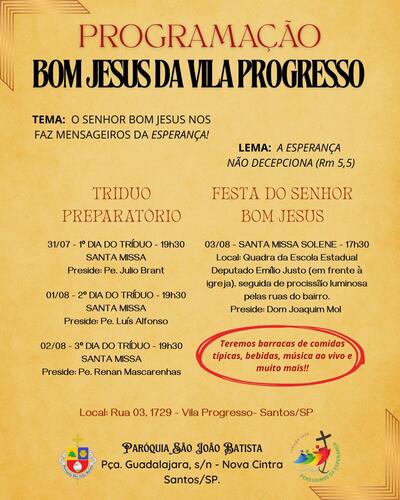 PROGRAMAÇÃO
BOM JESUS DA VILA PROGRESSO
TEMA: O SENHOR BOM JESUS NOS
FAZ MENSAGEIROS DA ESPERANÇA!
LEMA: A ESPERANÇA
NÃO DECEPCIONA (Rm 5,5)
TRÍDUO
PREPARATÓRIO
31/07 - 1º DIA DO TRÍDUO - 19h30
SANTA MISSA
Preside: Pe. Julio Brant
01/08 - 2º DIA DO TRÍDUO - 19h30
SANTA MISSA
Preside: Pe. Luís Alfonso
02/08 - 3º DIA DO TRÍDUO - 19h30
SANTA MISSA
Preside: Pe. Renan Mascarenhas
FESTA DO SENHOR
BOM JESUS
03/08 - SANTA MISSA SOLENE - 17h30
Local: Quadra da Escola Estadual
Deputado Emílio Justo (em frente à
igreja), seguida de procissão luminosa
pelas ruas do bairro.
Preside: Dom Joaquim Mol
Teremos barracas de comidas
típicas, bebidas, música ao vivo e
muito mais!!
Local: Rua 03, 1729 - Vila Progresso- Santos/SP
PARÓQUIA SÃO JOÃO BATISTA
Pça. Guadalajara, s/n - Nova Cintra
Santos/SP.